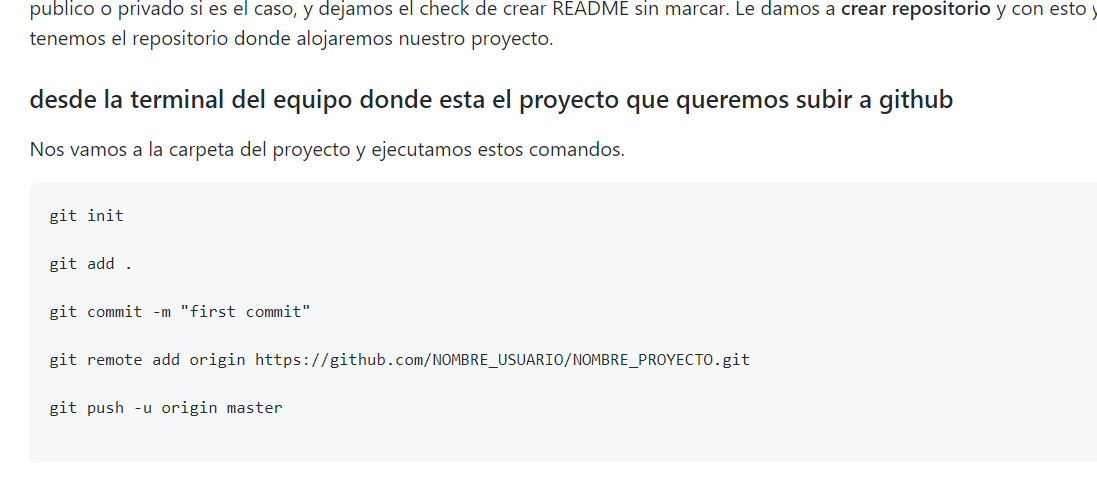 publico o privado si es el caso, y dejamos el check de crear README sin marcar. Le damos a crear repositorio y con esto y
tenemos el repositorio donde alojaremos nuestro proyecto.
desde la terminal del equipo donde esta el proyecto que queremos subir a github
Nos vamos a la carpeta del proyecto y ejecutamos estos comandos.
git init
git add .
git commit -m "first commit"
git remote add origin https://github.com/NOMBRE_USUARIO/NOMBRE_PROYECTO.git
git push -u origin master